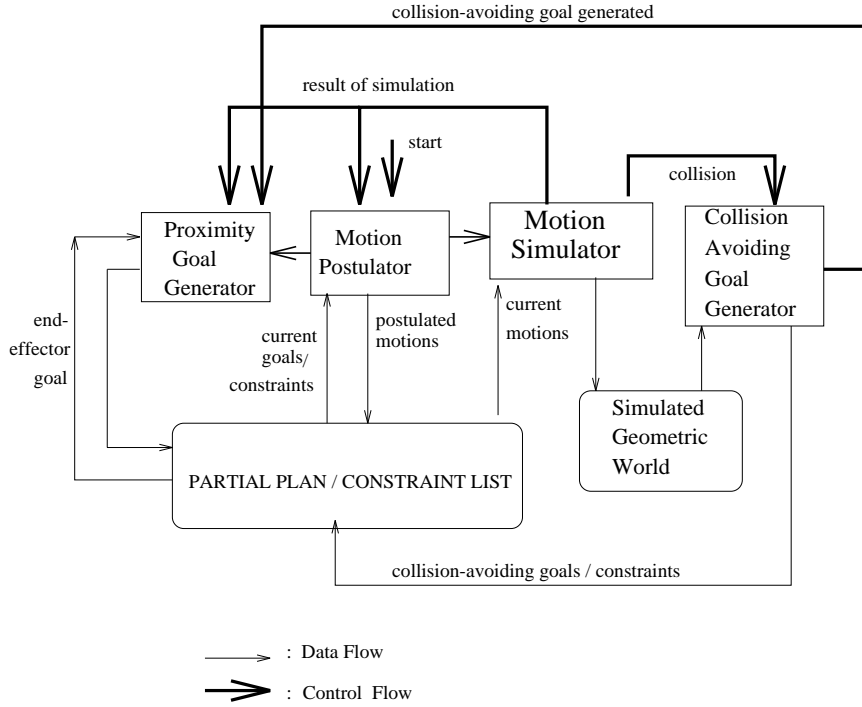 collision-avoiding goal generated
result of simulation
start
collision
Proximity
Goal
Generator
Motion
Postulator
Motion
Simulator
Collision
Avoiding
Goal
Generator
end-
effector
goal
current
goals/
constraints
postulated
motions
current
motions
Simulated
Geometric
World
PARTIAL PLAN / CONSTRAINT LIST
collision-avoiding goals / constraints
: Data Flow
: Control Flow